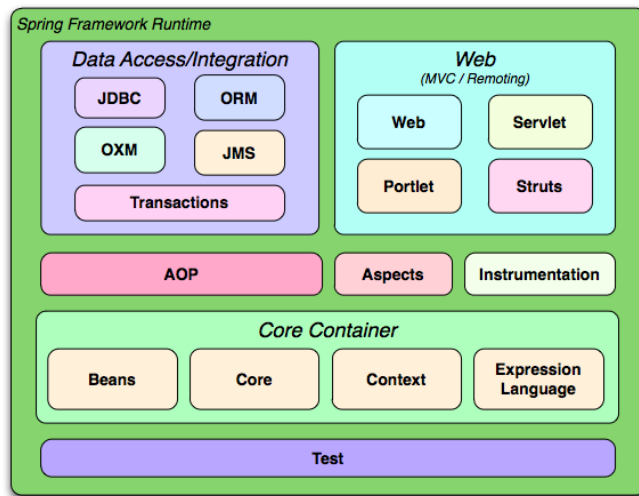 Spring Framework Runtime
Data Access/Integration
JDBC
ORM
OXM
JMS
Transactions
Web
(MVC / Remoting)
Web
Servlet
Portlet
Struts
AOP
Aspects
Instrumentation
Core Container
Beans
Core
Context
Expression
Language
Test